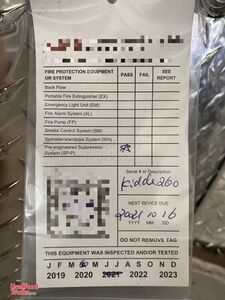 FIRE PROTECTION EQUIPMENT OR SYSTEM PASS FAIL SEE REPORT
Back Flow
Portable Fire Extinguisher (EX)
Emergency Light Unit (EM)
Fire Alarm System (AL)
Fire Pump (FP)
Smoke Control System (SM)
Sprinkler/standpipe System (WA)
Pre-engineered Suppression System (SP-P)
Serial # or Description
Kidde 260
NEXT SEVICE DUE
2021 10 16
YYYY MM DD
DO NOT REMOVE TAG
THIS EQUIPMENT WAS INSPECTED AND/OR TESTED
J F M A M J J A S O N D
2019 2020 2021 2022 2023